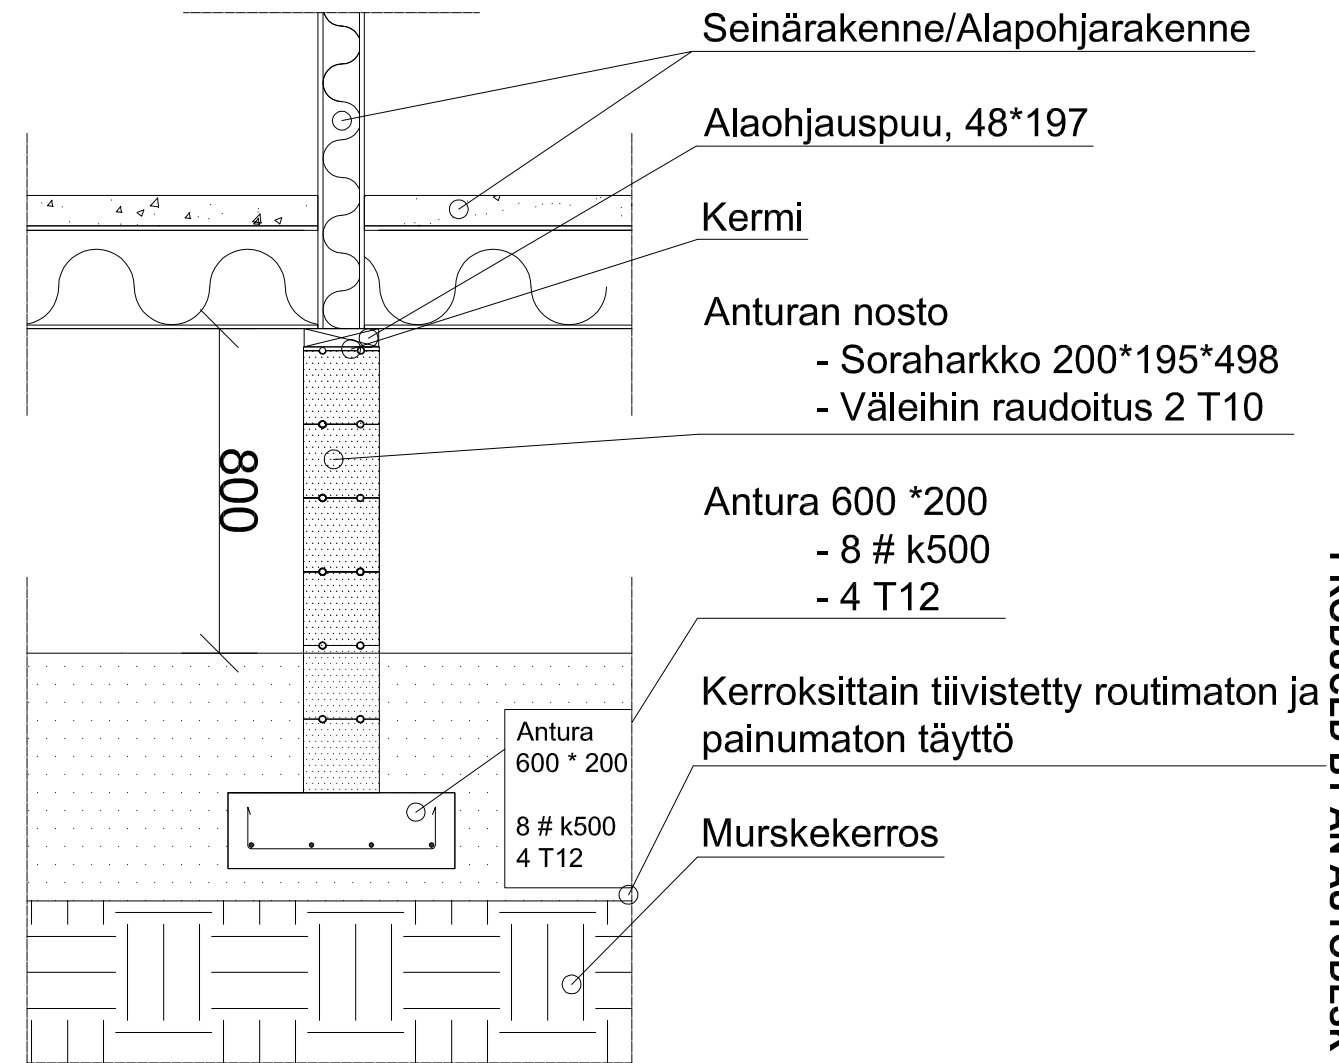 Seinärakenne/Alapohjarakenne
Alaohjauspuu, 48*197
Kermi
Anturan nosto
- Soraharkko 200*195*498
- Väleihin raudoitus 2 T10
800
Antura 600 *200
- 8 # k500
- 4 T12
Kerroksittain tiivistetty routimaton ja
painumaton täyttö
Antura
600 * 200
8 # k500
4 T12
Murskekerros